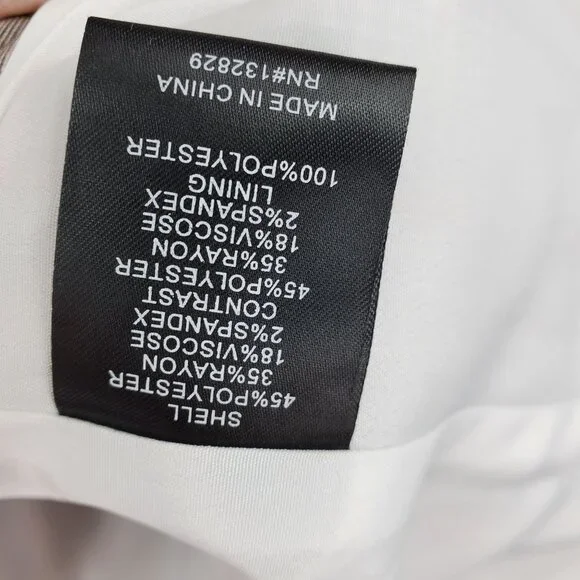 SHELL
45%POLYESTER
35%RAYON
18%VISCOSE
2%SPANDEX
CONTRAST
45%POLYESTER
35%RAYON
18%VISCOSE
2%SPANDEX
LINING
100%POLYESTER
MADE IN CHINA
RN#132829